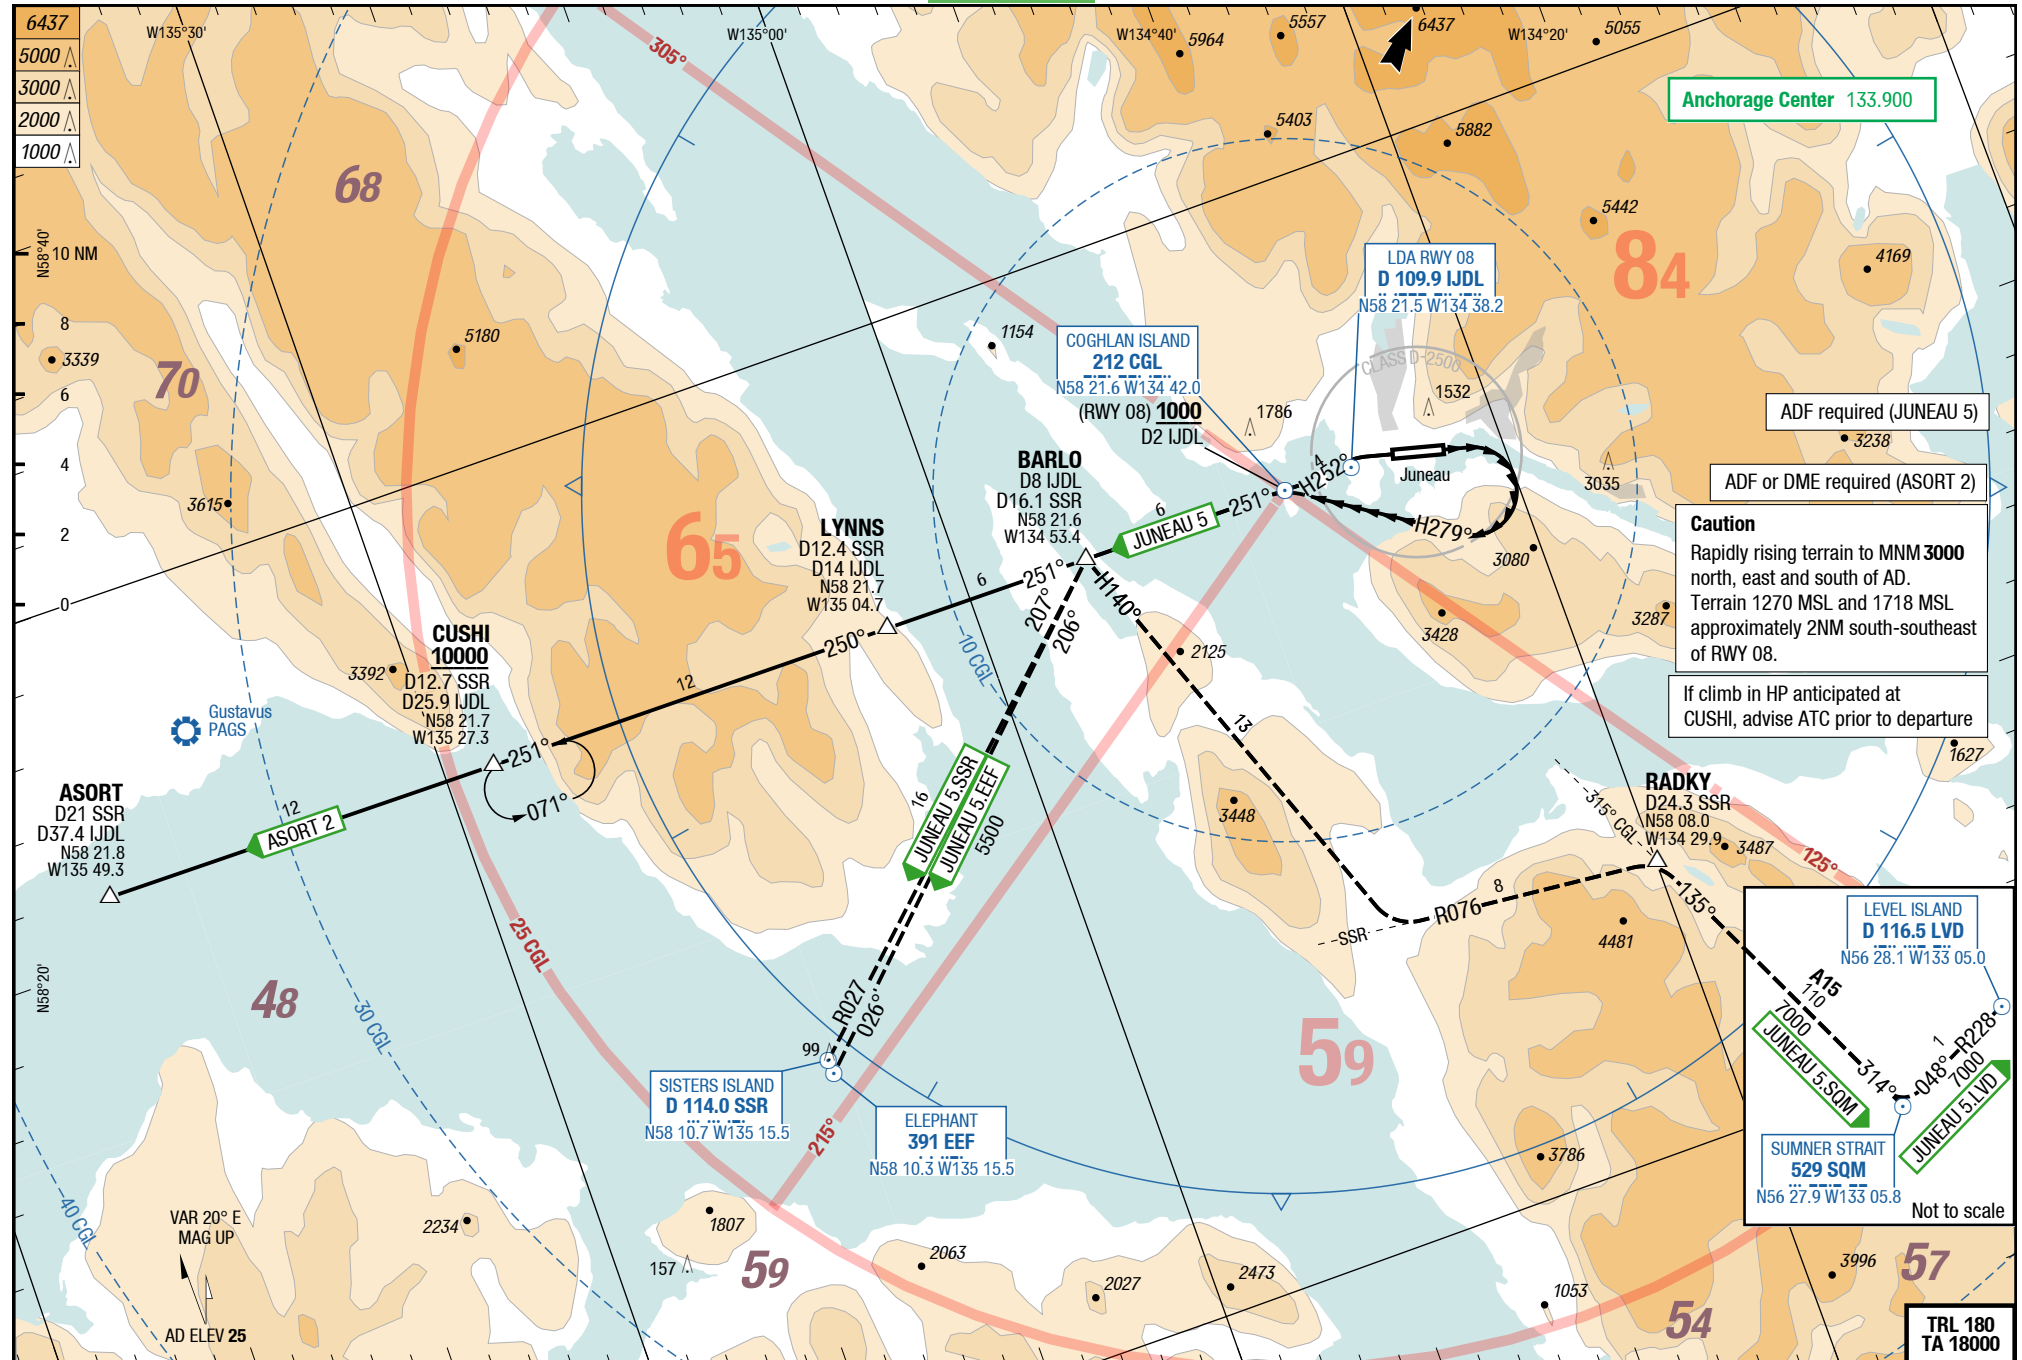 6437
5000
3000
2000
1000
W135°30'
W135°00'
W134°40'
W134°20'
305°
5964
5557
6437
5055
Anchorage Center 133.900
5403
5882
68
5442
84
4169
N58°40'
10 NM
8
6
4
2
0
LDA RWY 08
D 109.9 IJDL
N58 21.5 W134 38.2
3339
70
5180
1154
COGHLAN ISLAND
212 CGL
N58 21.6 W134 42.0
(RWY 08) 1000
D2 IJDL
CLASS D-2500
1532
1786
ADF required (JUNEAU 5)
3238
ADF or DME required (ASORT 2)
3035
Juneau
4
H252°
H279°
BARLO
D8 IJDL
D16.1 SSR
N58 21.6
W134 53.4
6
JUNEAU 5
251°
3615
LYNNS
D12.4 SSR
D14 IJDL
N58 21.7
W135 04.7
65
6
251°
3080
Caution
Rapidly rising terrain to MNM 3000
north, east and south of AD.
Terrain 1270 MSL and 1718 MSL
approximately 2NM south-southeast
of RWY 08.
3428
3287
H140°
207°
206°
2125
CUSHI
10000
D12.7 SSR
D25.9 IJDL
N58 21.7
W135 27.3
3392
250°
12
10 CGL
If climb in HP anticipated at
CUSHI, advise ATC prior to departure
Gustavus
PAGS
251°
071°
13
1627
ASORT
D21 SSR
D37.4 IJDL
N58 21.8
W135 49.3
12
ASORT 2
16
JUNEAU 5.SSR
JUNEAU 5.EEF
5500
3448
RADKY
D24.3 SSR
N58 08.0
W134 29.9
315° CGL
3487
125°
8
R076
SSR
4481
135°
25 CGL
N58°20'
48
30 CGL
R027
026°
59
LEVEL ISLAND
D 116.5 LVD
N56 28.1 W133 05.0
A15
110
7000
JUNEAU 5.SQM
314°
048°
1
R228
7000
JUNEAU 5.LVD
SUMNER STRAIT
529 SQM
N56 27.9 W133 05.8
Not to scale
99
SISTERS ISLAND
D 114.0 SSR
N58 10.7 W135 15.5
ELEPHANT
391 EEF
N58 10.3 W135 15.5
215°
3786
40 CGL
VAR 20° E
MAG UP
2234
1807
157
59
2063
2027
2473
1053
3996
57
54
AD ELEV 25
TRL 180
TA 18000